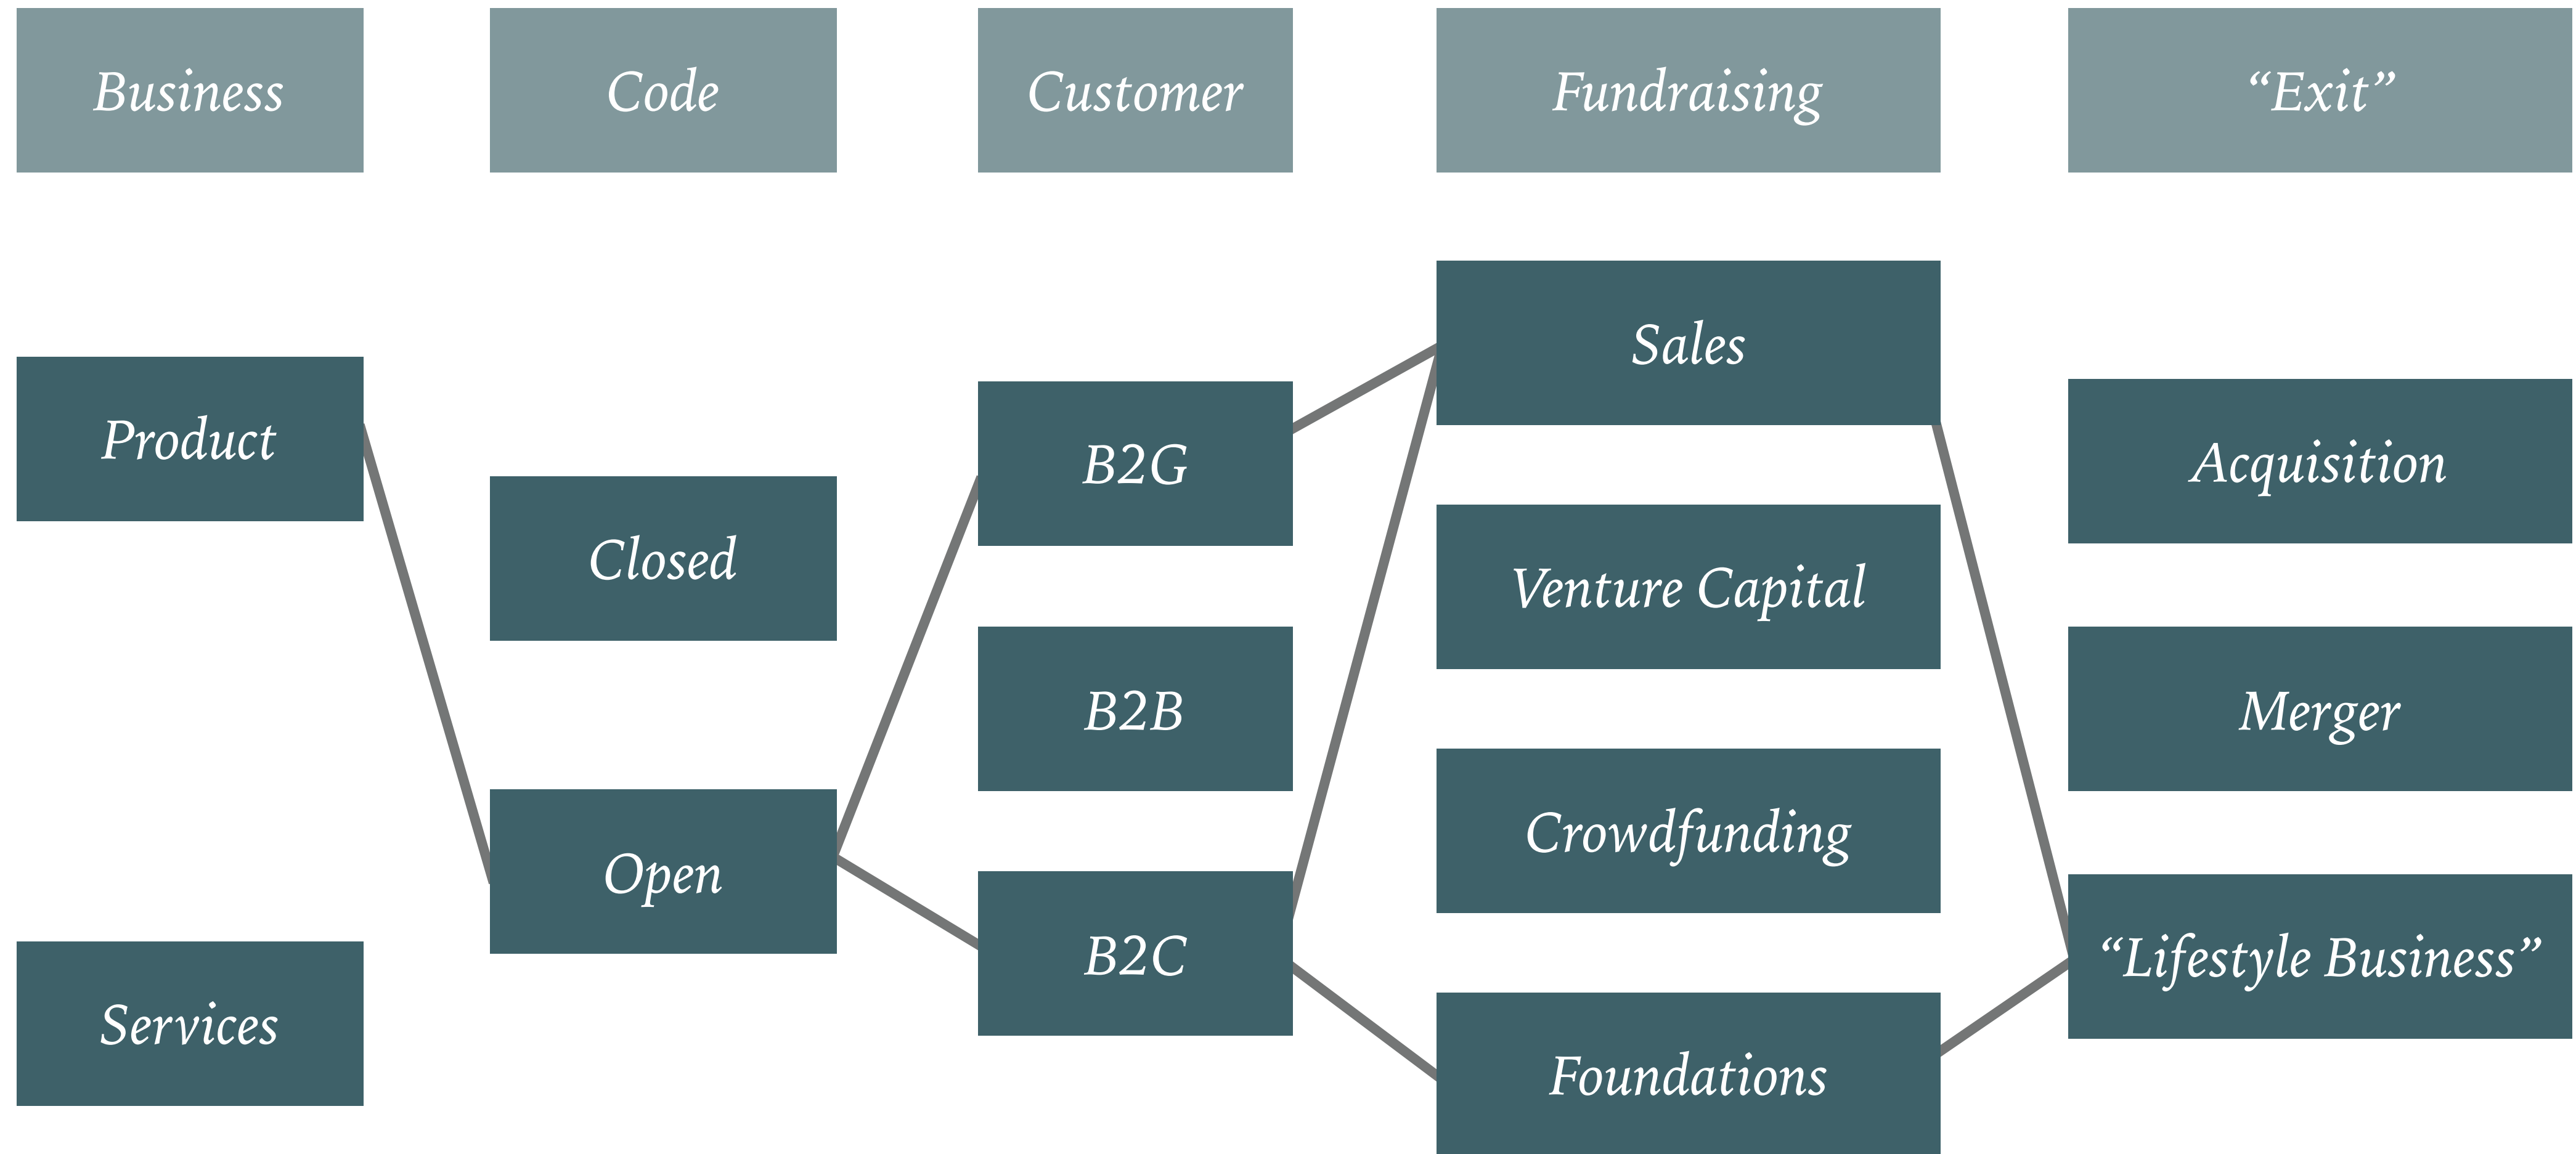 Business
Code
Customer
Fundraising
“Exit”
Product
Services
Closed
Open
B2G
B2B
B2C
Sales
Venture Capital
Crowdfunding
Foundations
Acquisition
Merger
“Lifestyle Business”